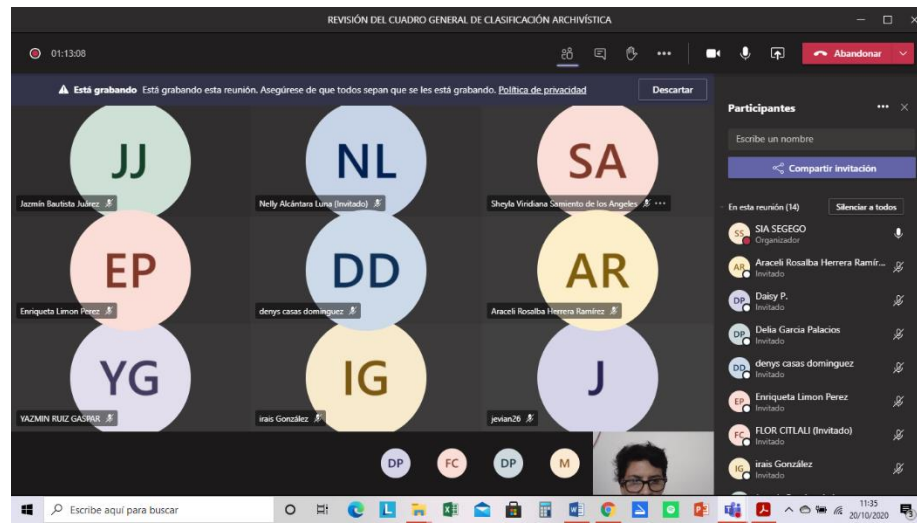 REVISIÓN DEL CUADRO GENERAL DE CLASIFICACIÓN ARCHIVÍSTICA
01:13:08
Abandonar
Está grabando Está grabando esta reunión. Asegúrese de que todos sepan que se les está grabando. Política de privacidad
Descartar
JJ
NL
SA
Jazmín Bautista Juárez
Nelly Alcántara Luna (Invitado)
Sheyla Viridiana Samiento de los Angeles
EP
DD
AR
Enriqueta Limon Perez
denys casas dominguez
Araceli Rosalba Herrera Ramírez
YG
IG
J
YAZMIN RUIZ GASPAR
irais González
jevian26
DP
FC
DP
M
Participantes
Escribe un nombre
Compartir invitación
En esta reunión (14)
Silenciar a todos
SS
SIA SEGEGO
Organizador
AR
Araceli Rosalba Herrera Ramír...
Invitado
DP
Daisy P.
Invitado
DP
Delia Garcia Palacios
Invitado
DD
denys casas dominguez
Invitado
EP
Enriqueta Limon Perez
Invitado
FC
FLOR CITLALI (Invitado)
Invitado
IG
irais González
Invitado
Escribe aquí para buscar
11:35
20/10/2020